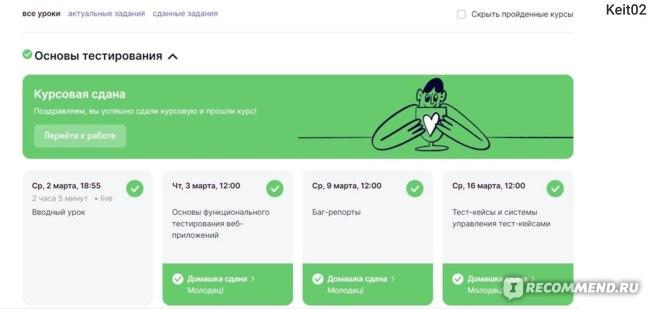 все уроки актуальные задания сданные задания Скрыть пройденные курсы Keit02
Основы тестирования
Курсовая сдана
Поздравляем, вы успешно сдали курсовую и прошли курс!
Перейти к работе
Ср, 2 марта, 18:55
2 часа 5 минут • live
Вводный урок
Чт, 3 марта, 12:00
Основы функционального
тестирования веб-
приложений
Домашка сдана >
Молодец!
Ср, 9 марта, 12:00
Баг-репорты
Домашка сдана >
Молодец!
Ср, 16 марта, 12:00
Тест-кейсы и системы
управления тест-кейсами
Домашка сдана >
Молодец!
IRECOMMEND.RU